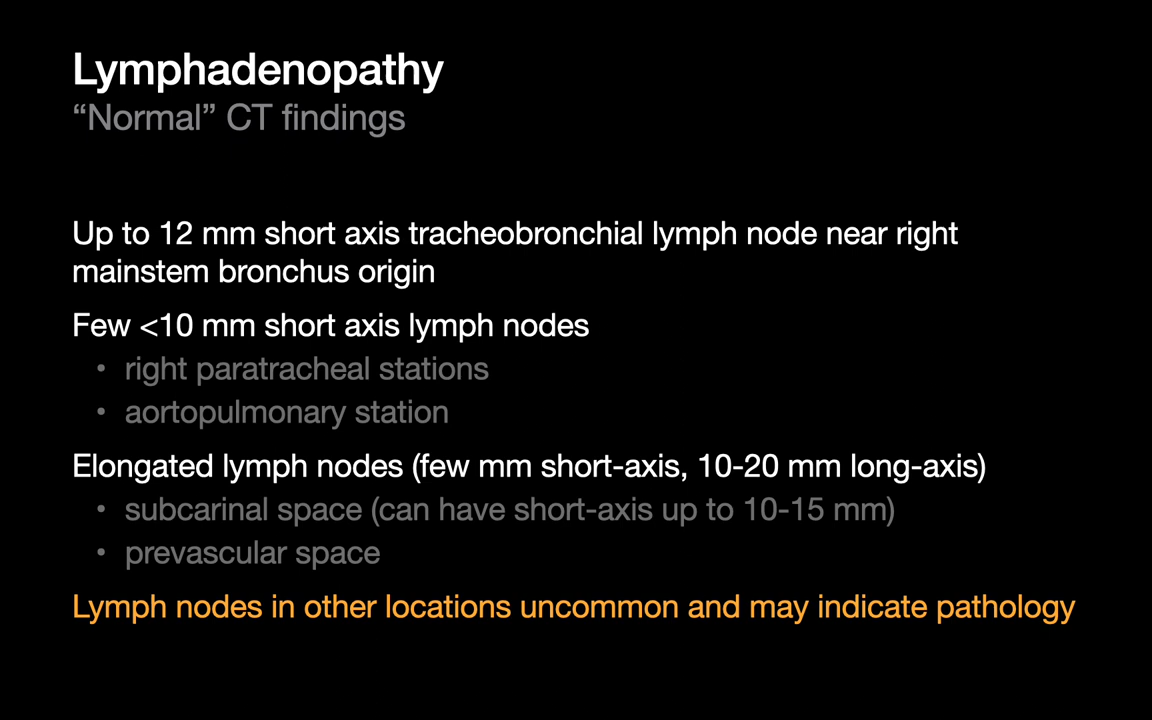 Lymphadenopathy
“Normal” CT findings
Up to 12 mm short axis tracheobronchial lymph node near right
mainstem bronchus origin
Few <10 mm short axis lymph nodes
• right paratracheal stations
• aortopulmonary station
Elongated lymph nodes (few mm short-axis, 10-20 mm long-axis)
• subcarinal space (can have short-axis up to 10-15 mm)
• prevascular space
Lymph nodes in other locations uncommon and may indicate pathology